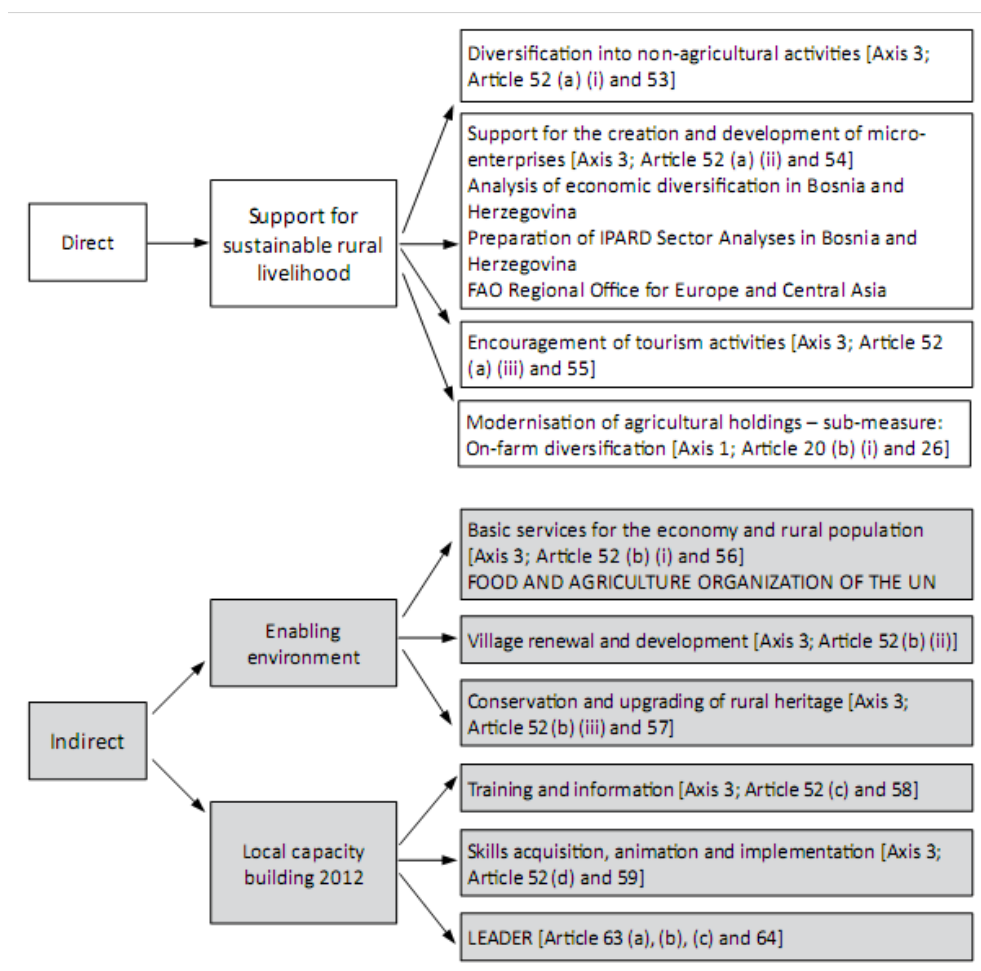 Direct
Support for
sustainable rural
livelihood
Diversification into non-agricultural activities [Axis 3;
Article 52 (a) (i) and 53]
Support for the creation and development of micro-
enterprises [Axis 3; Article 52 (a) (ii) and 54]
Analysis of economic diversification in Bosnia and
Herzegovina
Preparation of IPARD Sector Analyses in Bosnia and
Herzegovina
FAO Regional Office for Europe and Central Asia
Encouragement of tourism activities [Axis 3; Article 52
(a) (iii) and 55]
Modernisation of agricultural holdings – sub-measure:
On-farm diversification [Axis 1; Article 20 (b) (i) and 26]
Indirect
Enabling
environment
Basic services for the economy and rural population
[Axis 3; Article 52 (b) (i) and 56]
FOOD AND AGRICULTURE ORGANIZATION OF THE UN
Village renewal and development [Axis 3; Article 52 (b) (ii)]
Conservation and upgrading of rural heritage [Axis 3;
Article 52 (b) (iii) and 57]
Local capacity
building 2012
Training and information [Axis 3; Article 52 (c) and 58]
Skills acquisition, animation and implementation [Axis 3;
Article 52 (d) and 59]
LEADER [Article 63 (a), (b), (c) and 64]